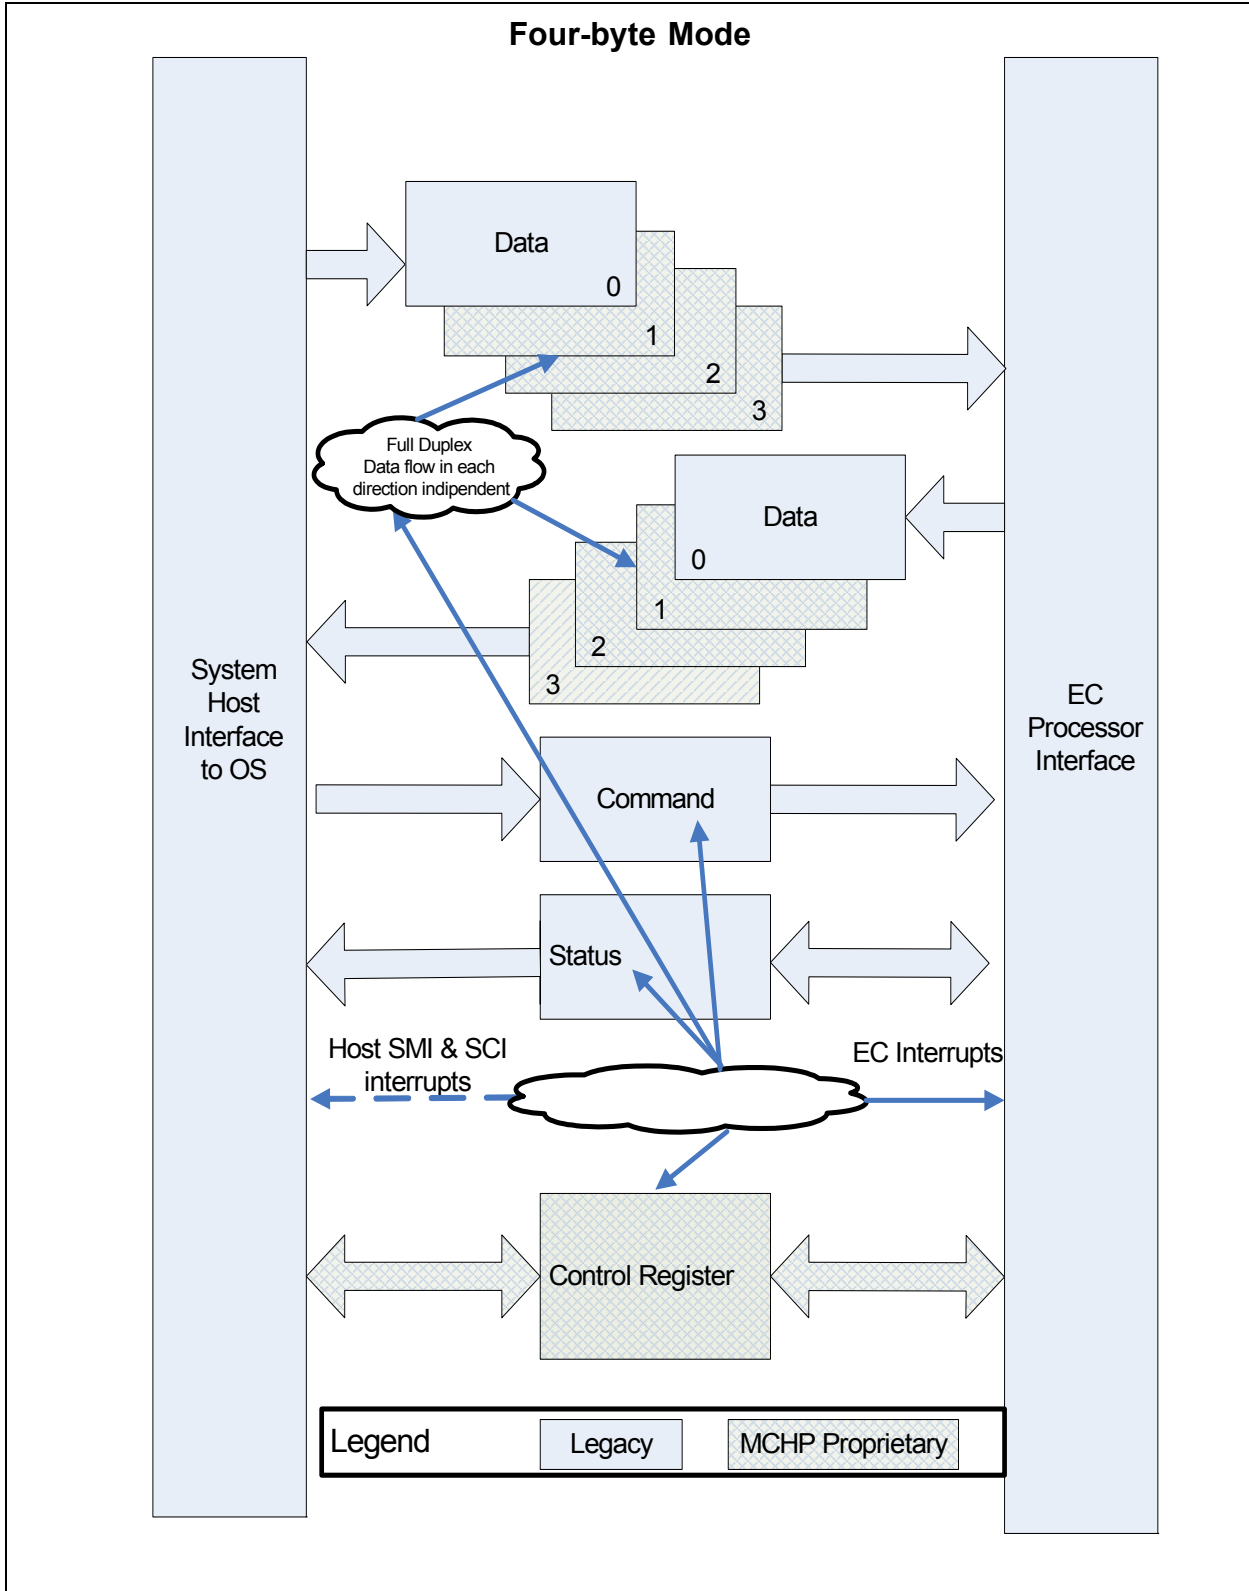 Four-byte Mode
Data
0
1
2
3
Full Duplex
Data flow in each
direction indipendent
Data
0
1
2
3
System
Host
Interface
to OS
EC
Processor
Interface
Command
Status
Host SMI & SCI
interrupts
EC Interrupts
Control Register
Legend
Legacy
MCHP Proprietary